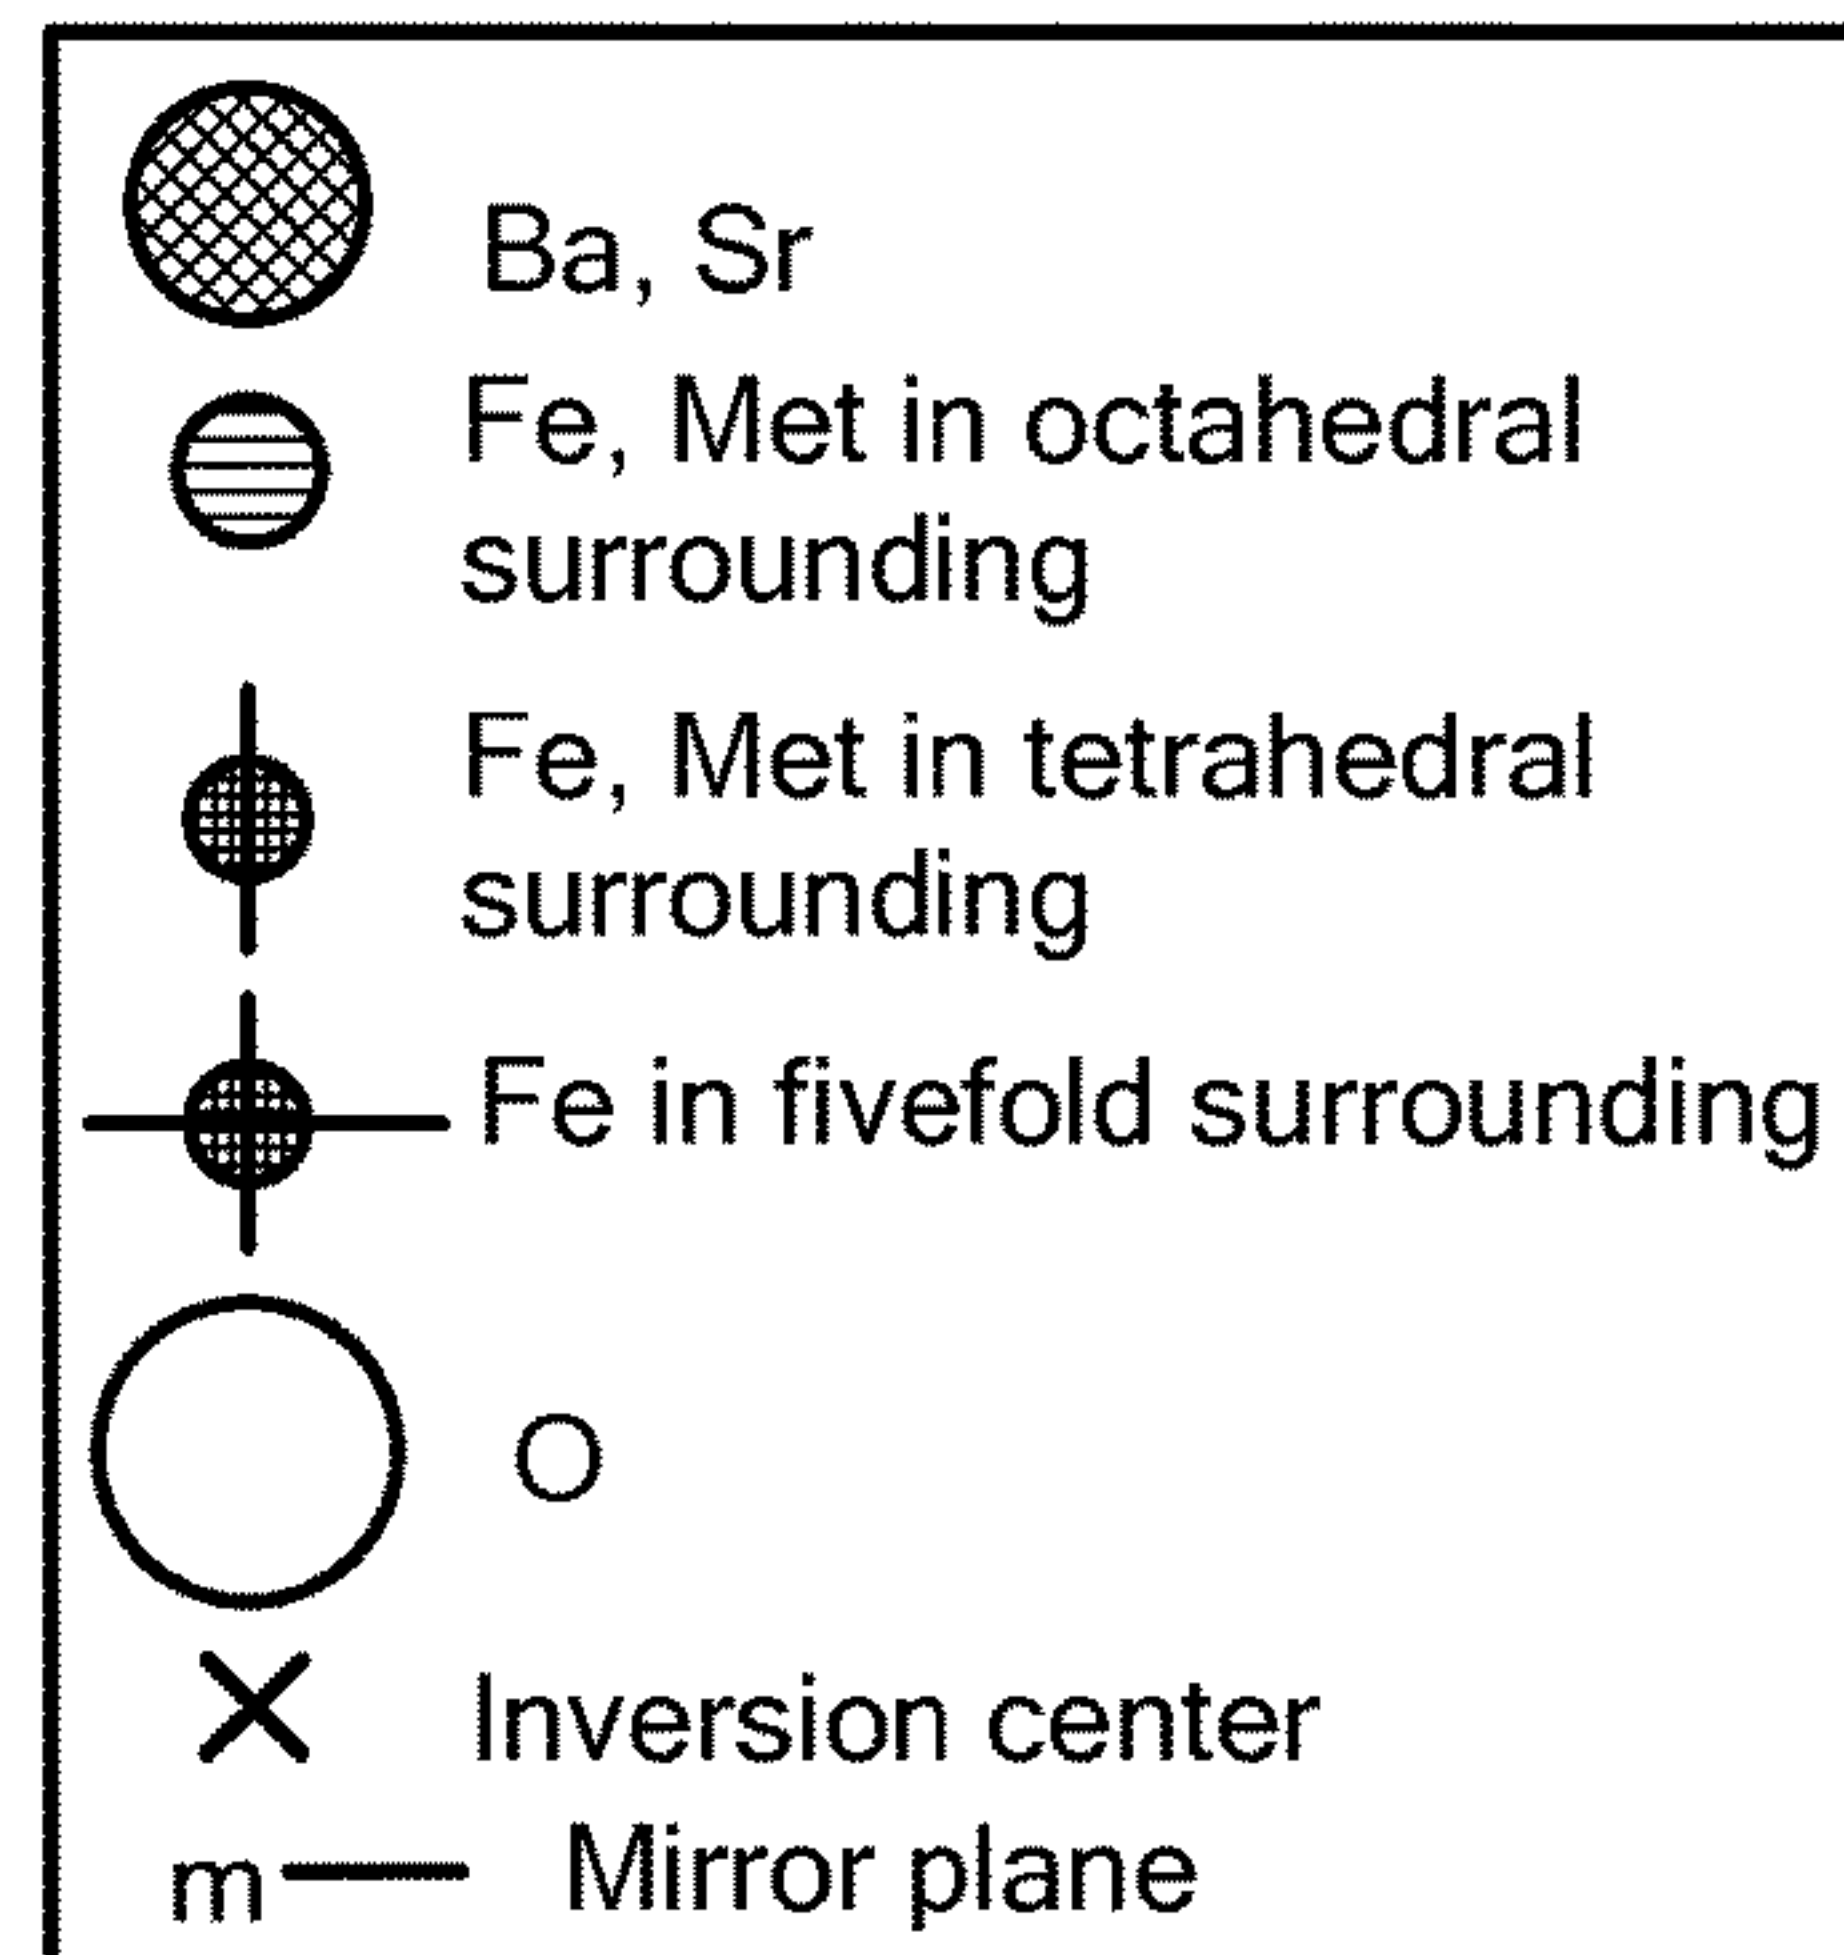 Ba, Sr
Fe, Met in octahedral
surrounding
Fe, Met in tetrahedral
surrounding
Fe in fivefold surrounding
O
Inversion center
m Mirror plane